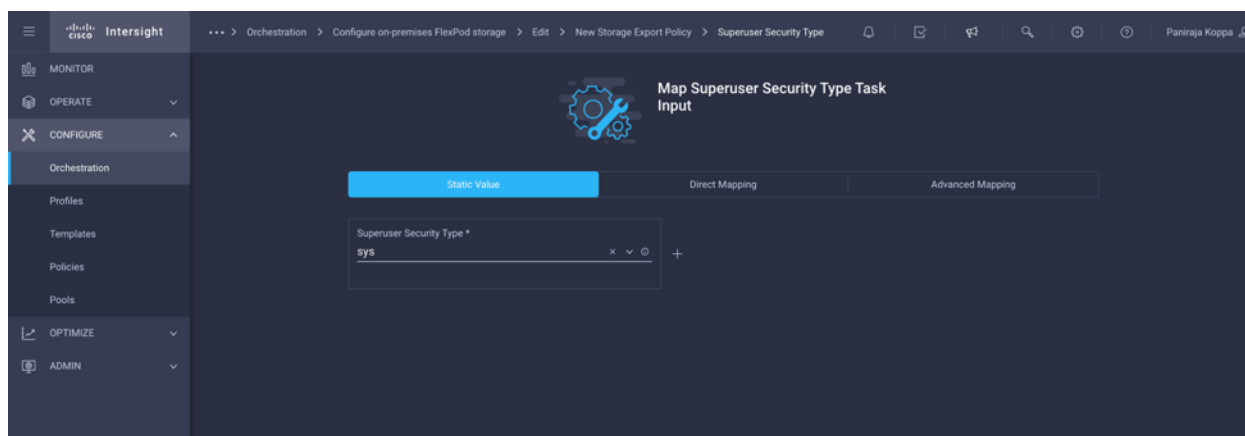 CISCO Intersight
••• > Orchestration > Configure on-premises FlexPod storage > Edit > New Storage Export Policy > Superuser Security Type
Paniraja Koppa
MONITOR
OPERATE
CONFIGURE
Orchestration
Profiles
Templates
Policies
Pools
OPTIMIZE
ADMIN
Map Superuser Security Type Task
Input
Static Value
Direct Mapping
Advanced Mapping
Superuser Security Type *
sys